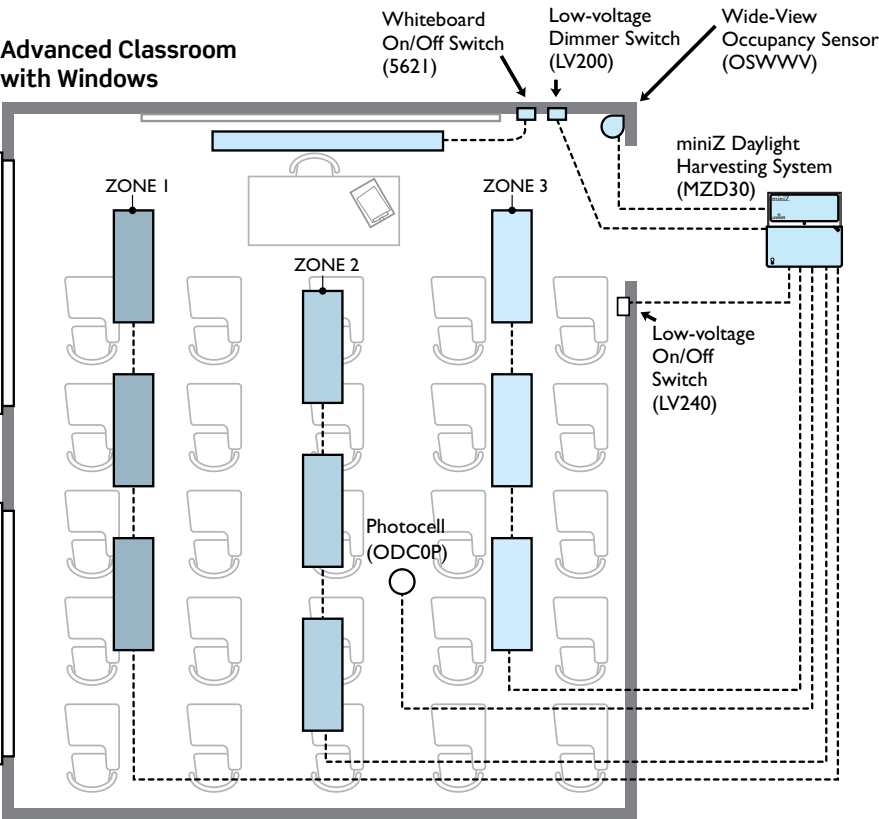 Advanced Classroom
with Windows
Whiteboard
On/Off Switch
(5621)
Low-voltage
Dimmer Switch
(LV200)
Wide-View
Occupancy Sensor
(OSWWV)
miniZ Daylight
Harvesting System
(MZD30)
miniZ
ZONE 1
ZONE 3
ZONE 2
Low-voltage
On/Off
Switch
(LV240)
Photocell
(ODC0P)